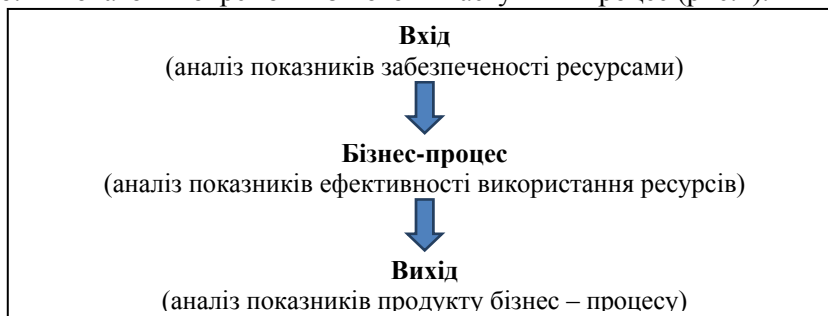 Вхід
(аналіз показників забезпеченості ресурсами)
Бізнес-процес
(аналіз показників ефективності використання ресурсів)
Вихід
(аналіз показників продукту бізнес – процесу)